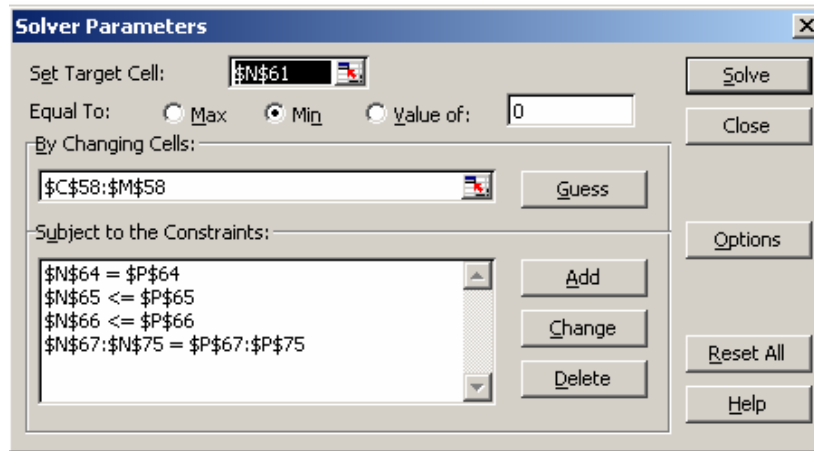 Solver Parameters
Set Target Cell: $N$61
Solve
Equal To: Max Min Value of: 0
Close
By Changing Cells:
$C$58:$M$58
Guess
Subject to the Constraints:
Options
$N$64 = $P$64
Add
$N$65 <= $P$65
$N$66 <= $P$66
Change
$N$67:$N$75 = $P$67:$P$75
Reset All
Delete
Help